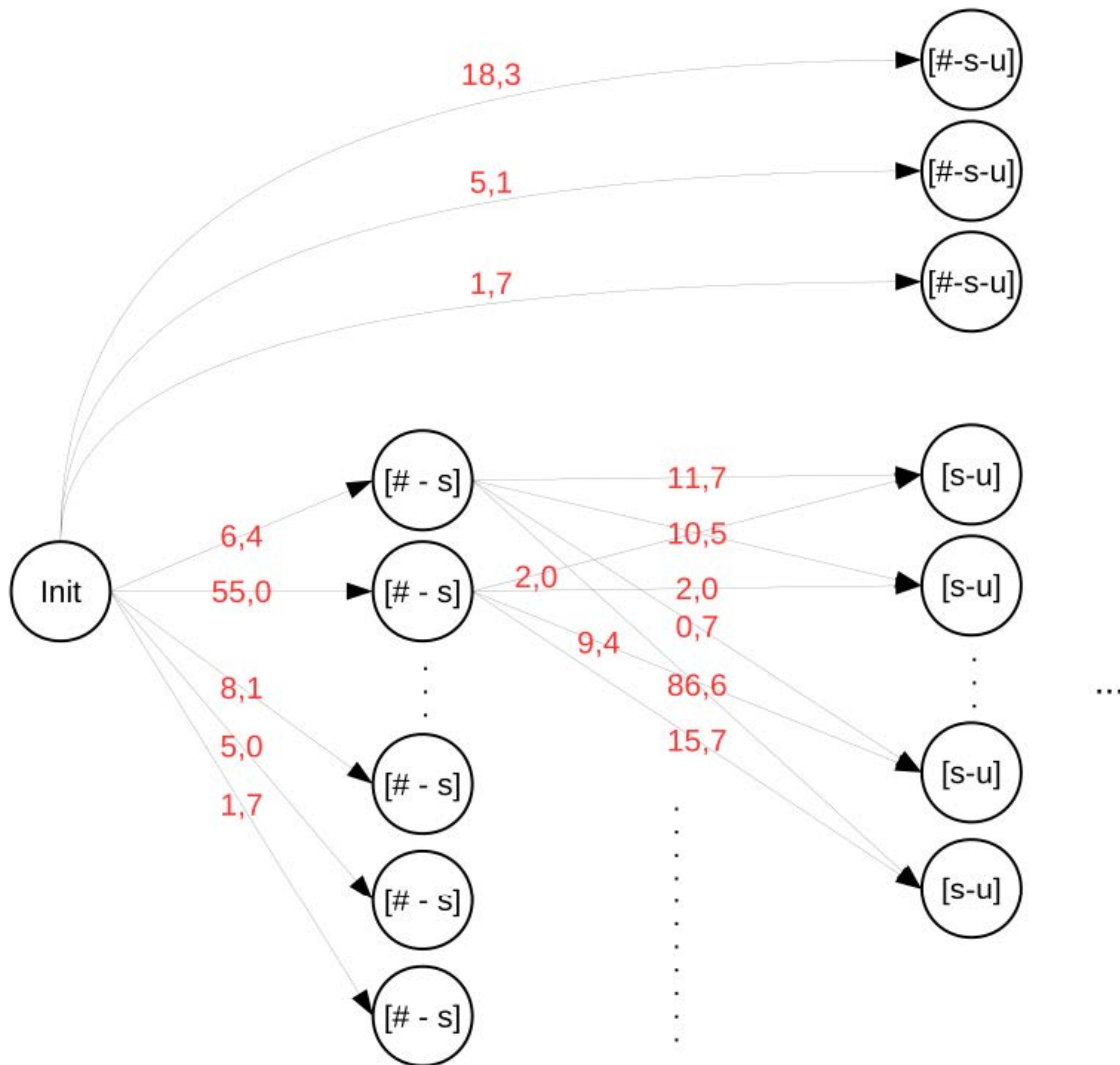 [#-s-u]
18,3
[#-s-u]
5,1
[#-s-u]
1,7
[# - s]
11,7
[s-u]
6,4
10,5
Init
55,0
[# - s]
2,0
2,0
[s-u]
0,7
9,4
8,1
86,6
...
5,0
15,7
[# - s]
[s-u]
1,7
[# - s]
[s-u]
[# - s]